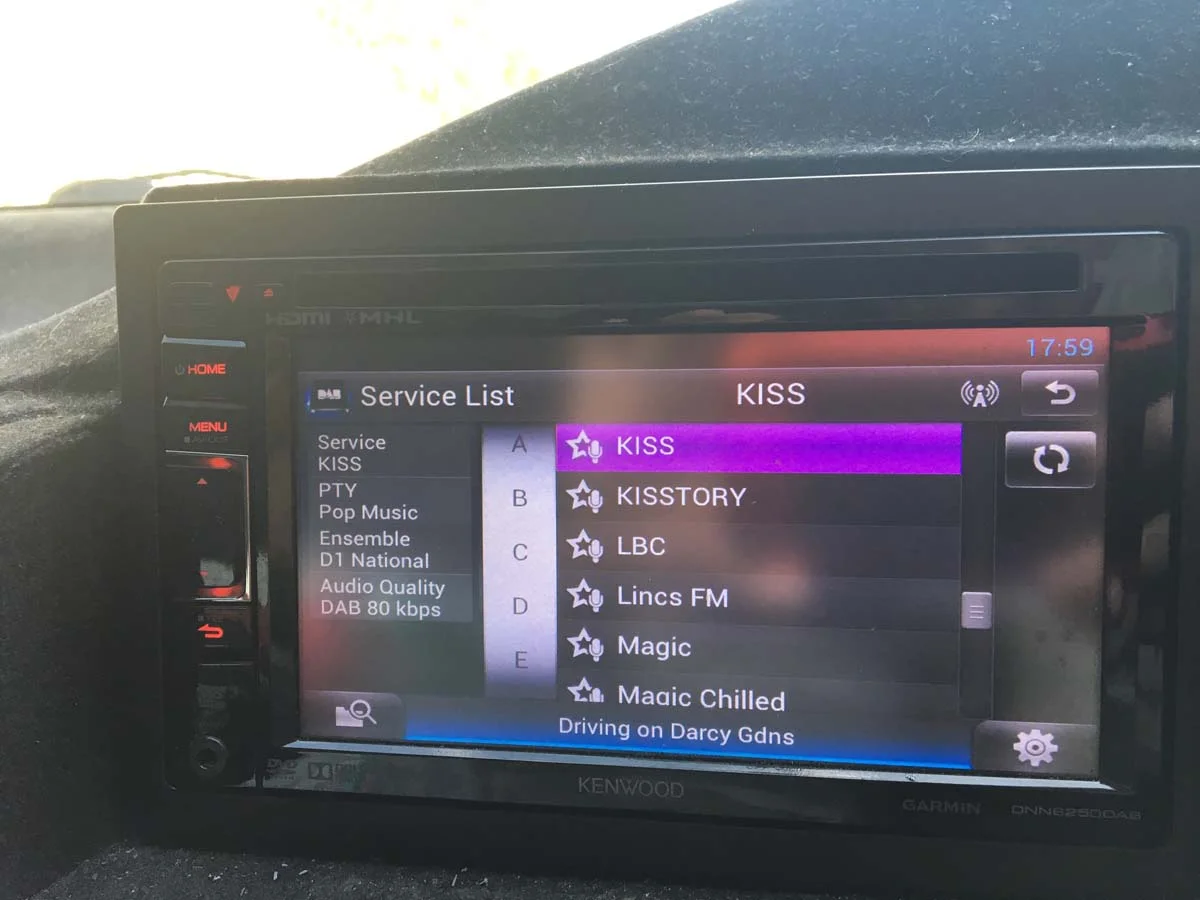 HDMI MHL
17:59
HOME
Service List
KISS
MENU
Service
KISS
PTY
Pop Music
Ensemble
D1 National
Audio Quality
DAB 80 kbps
A
B
C
D
E
KISS
KISSTORY
LBC
Lincs FM
Magic
Magic Chilled
Driving on Darcy Gdns
KENWOOD
GARMIN
DNN6250DAB